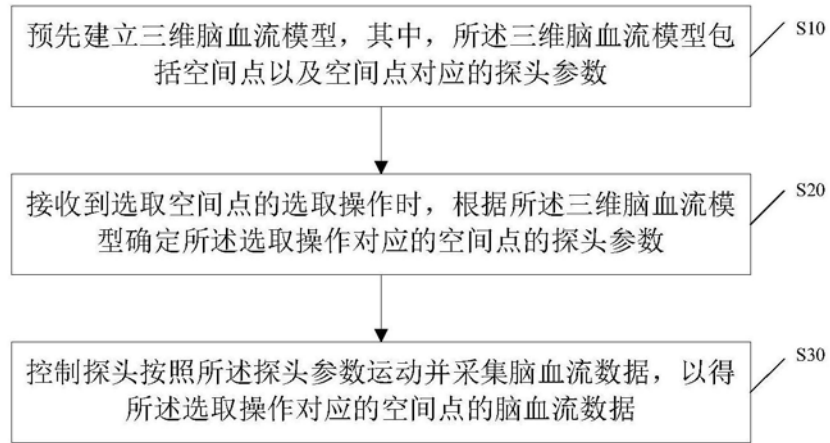 预先建立三维脑血流模型，其中，所述三维脑血流模型包
括空间点以及空间点对应的探头参数
S10
接收到选取空间点的选取操作时，根据所述三维脑血流模
型确定所述选取操作对应的空间点的探头参数
S20
控制探头按照所述探头参数运动并采集脑血流数据，以得
所述选取操作对应的空间点的脑血流数据
S30